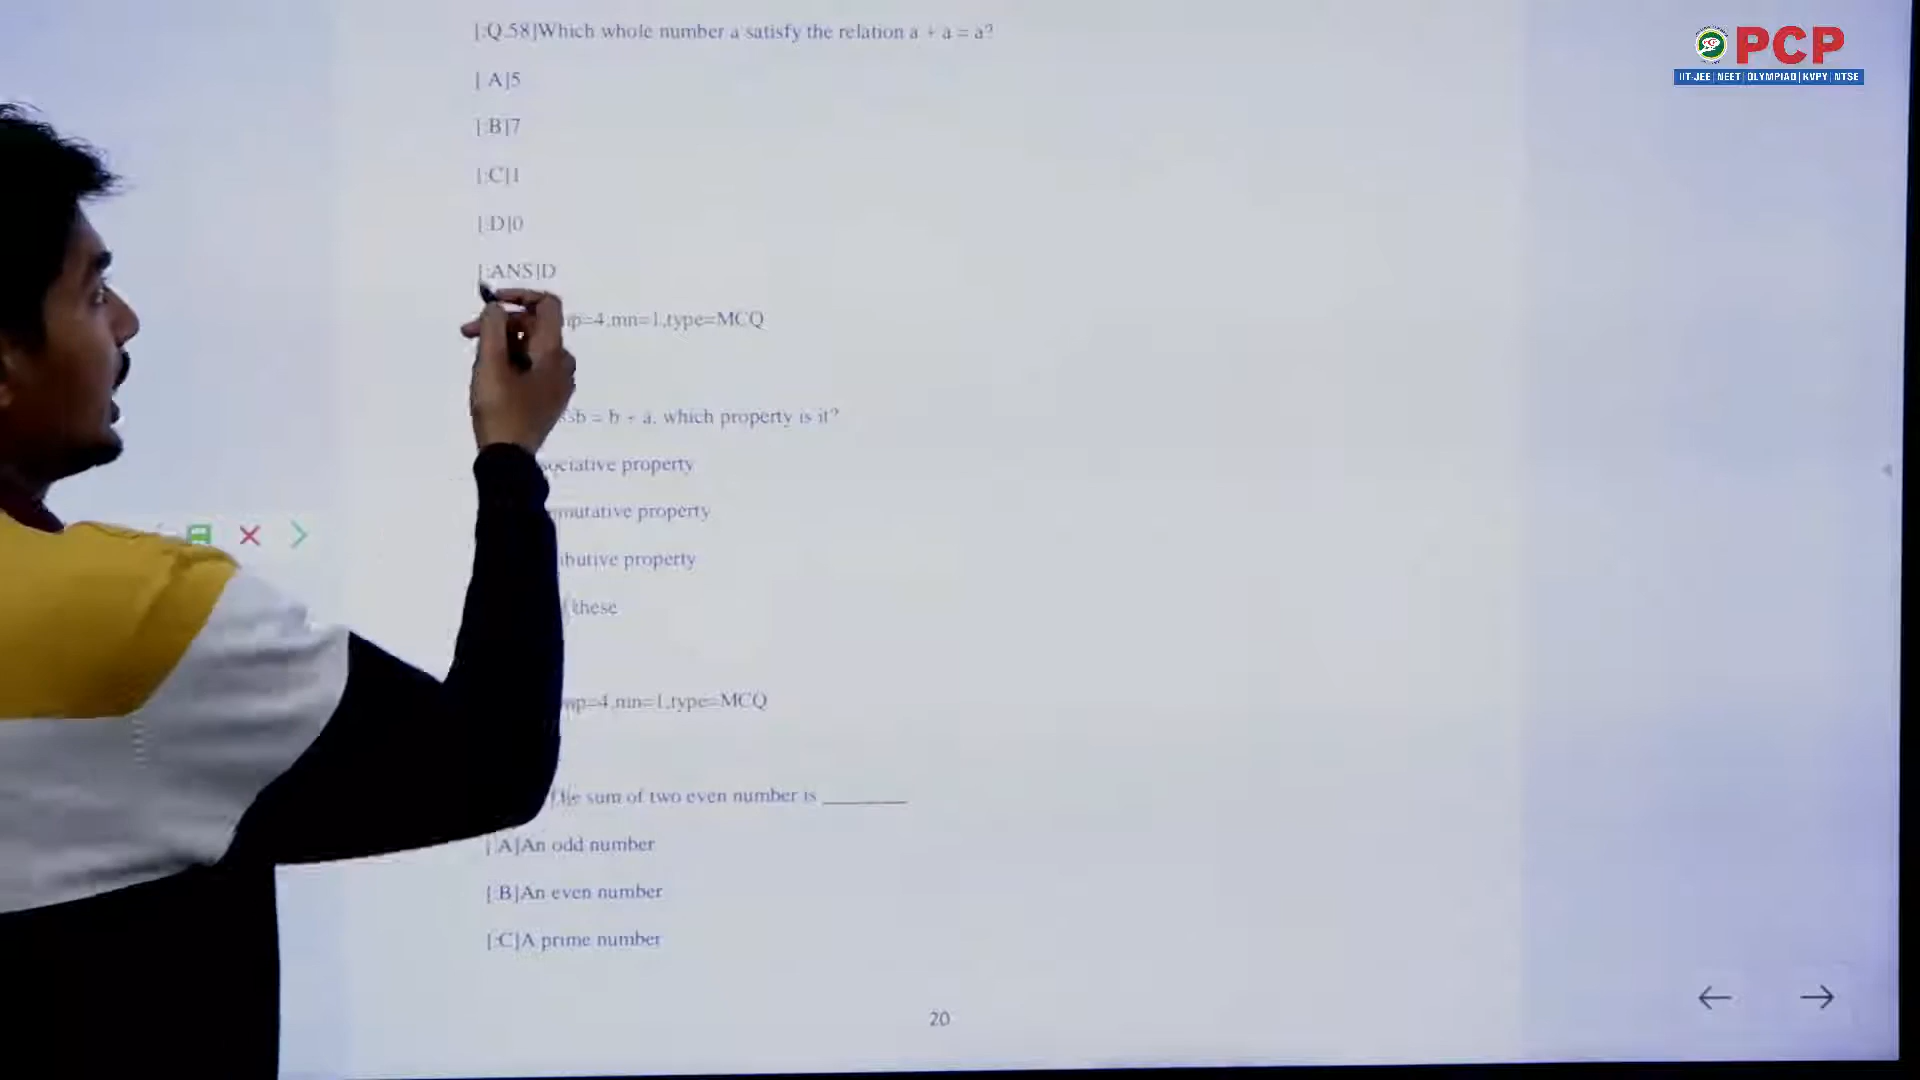 [:Q.58]Which whole number a satisfy the relation a + a = a?
[:A]5
[:B]7
[:C]1
[:D]0
[:ANS]D
mp=4,mn=1,type=MCQ
b = b + a, which property is it?
property
property
property
these
mp=4,mn=1,type=MCQ
The sum of two even number is ________
[:A]An odd number
[:B]An even number
[:C]A prime number
20
PCP
IIT-JEE | NEET | OLYMPIAD | KVPY | NTSE